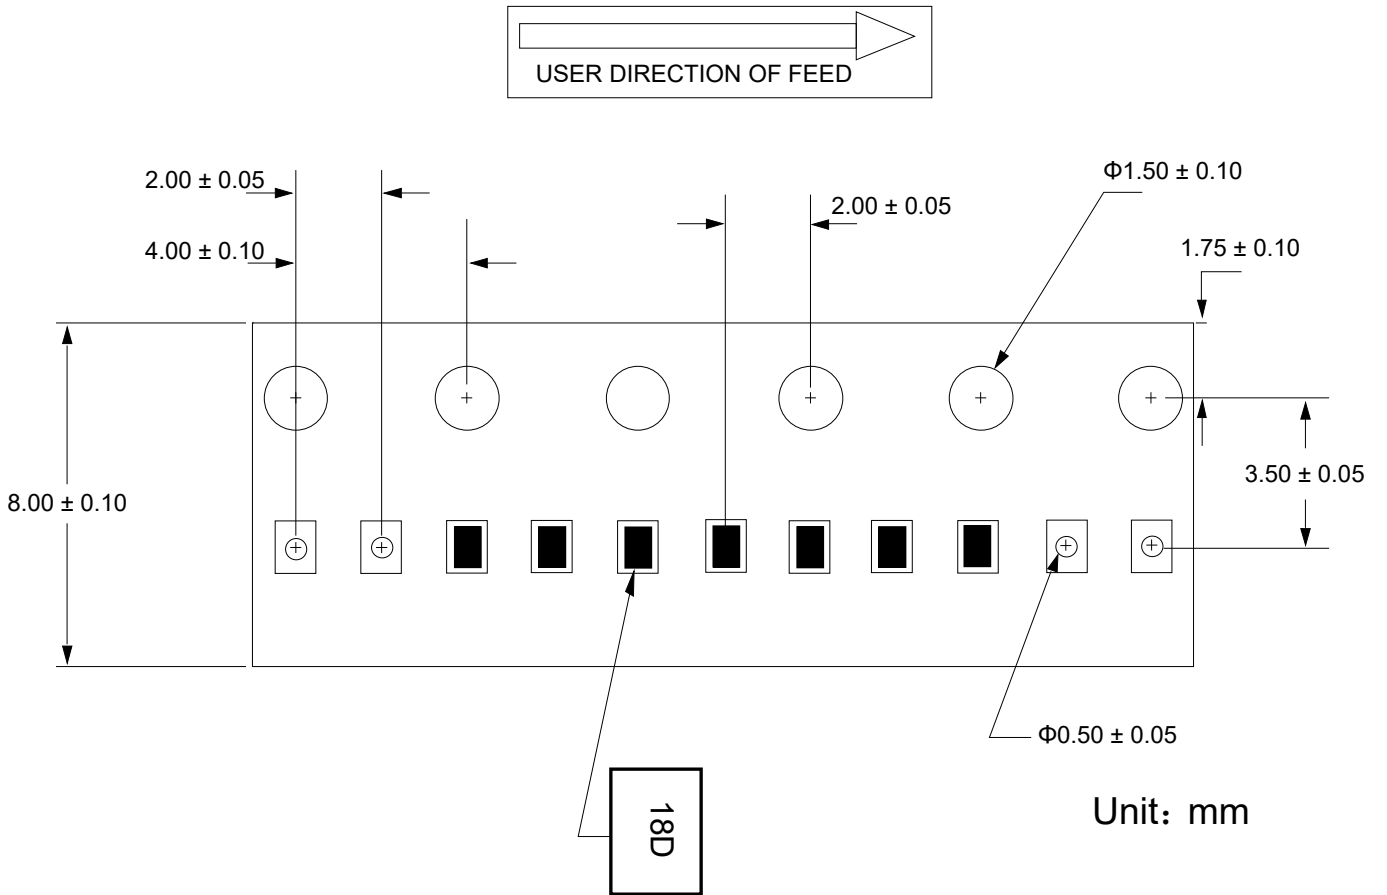 USER DIRECTION OF FEED
2.00 ± 0.05
4.00 ± 0.10
2.00 ± 0.05
Φ1.50 ± 0.10
1.75 ± 0.10
8.00 ± 0.10
3.50 ± 0.05
Φ0.50 ± 0.05
18D
Unit：mm